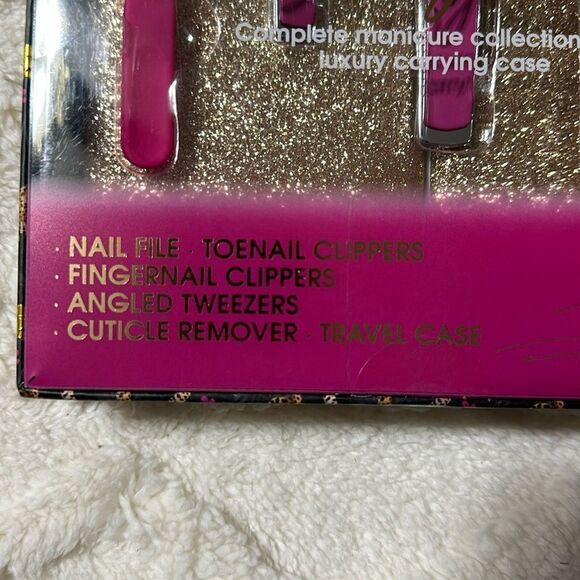 Complete manicure collection
luxury carrying case
· NAIL FILE · TOENAIL CLIPPERS
· FINGERNAIL CLIPPERS
· ANGLED TWEEZERS
· CUTICLE REMOVER · TRAVEL CASE